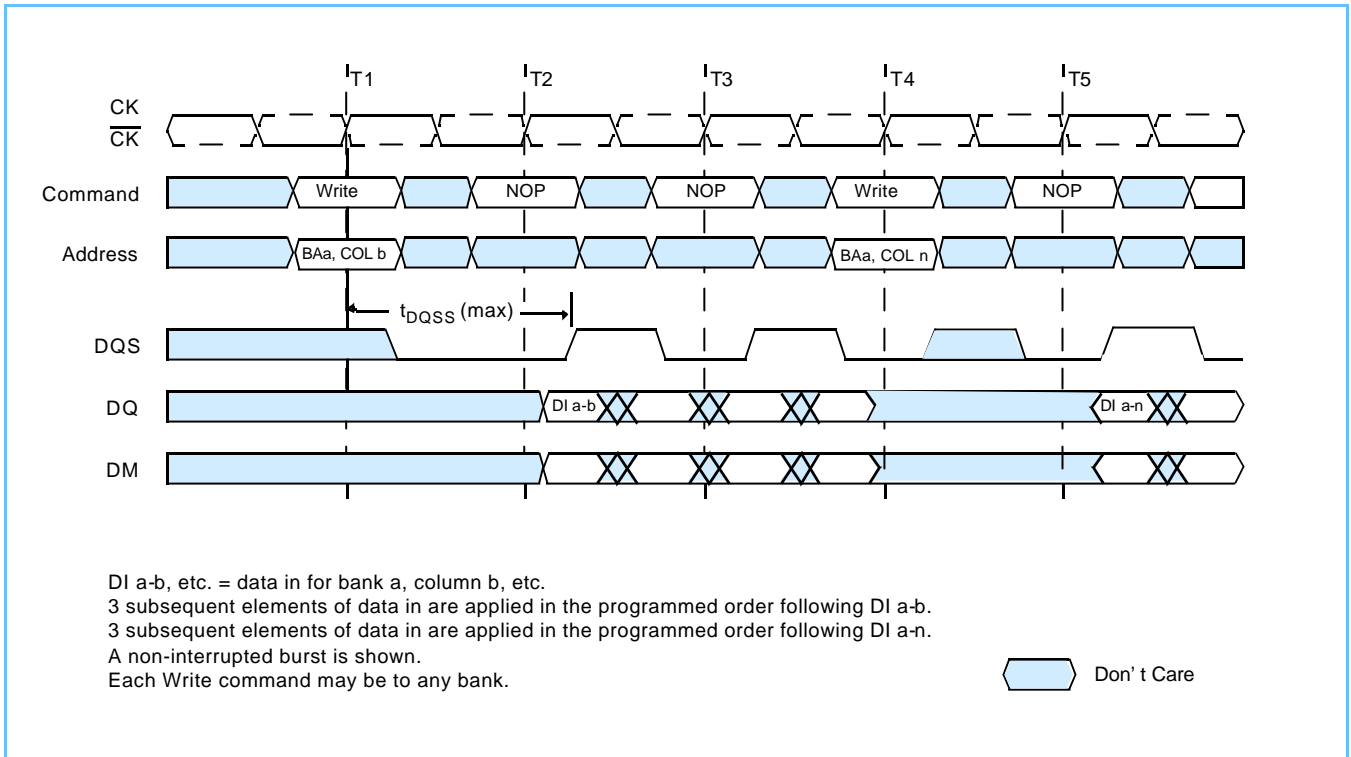 T1 T2 T3 T4 T5
CK
CK
Command Write NOP NOP Write NOP
Address BAa, COL b BAa, COL n
tDQSS (max)
DQS
DQ DI a-b DI a-n
DM
DI a-b, etc. = data in for bank a, column b, etc.
3 subsequent elements of data in are applied in the programmed order following DI a-b.
3 subsequent elements of data in are applied in the programmed order following DI a-n.
A non-interrupted burst is shown.
Each Write command may be to any bank.
Don' t Care